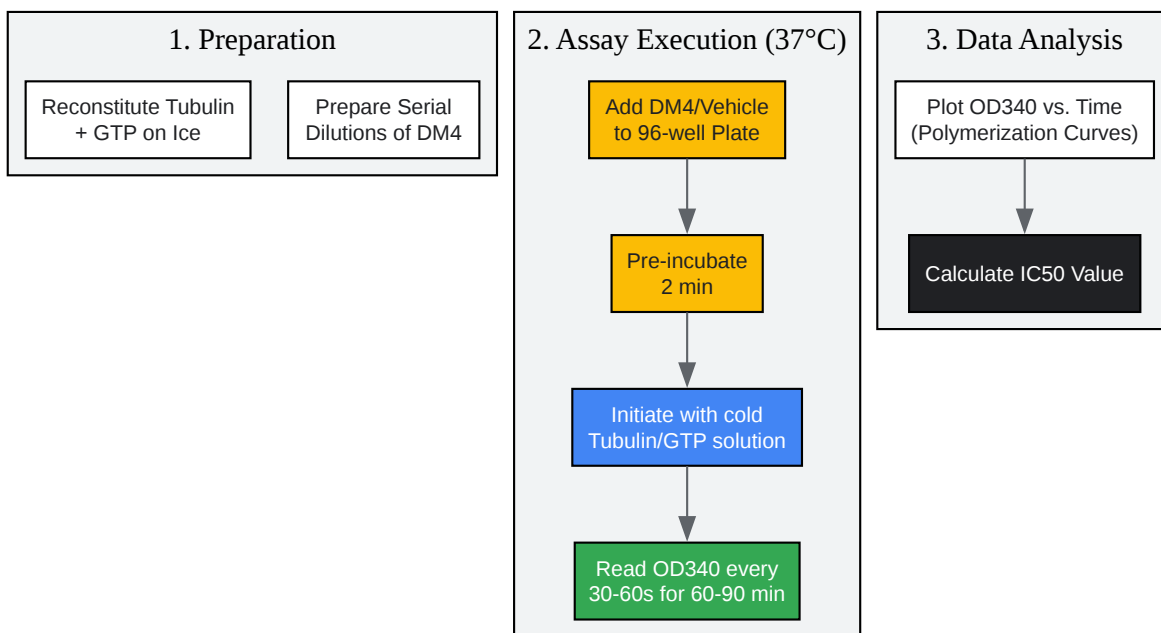 1. Preparation
Reconstitute Tubulin
+ GTP on Ice
Prepare Serial
Dilutions of DM4
2. Assay Execution (37°C)
Add DM4/Vehicle
to 96-well Plate
Pre-incubate
2 min
Initiate with cold
Tubulin/GTP solution
Read OD340 every
30-60s for 60-90 min
3. Data Analysis
Plot OD340 vs. Time
(Polymerization Curves)
Calculate IC50 Value